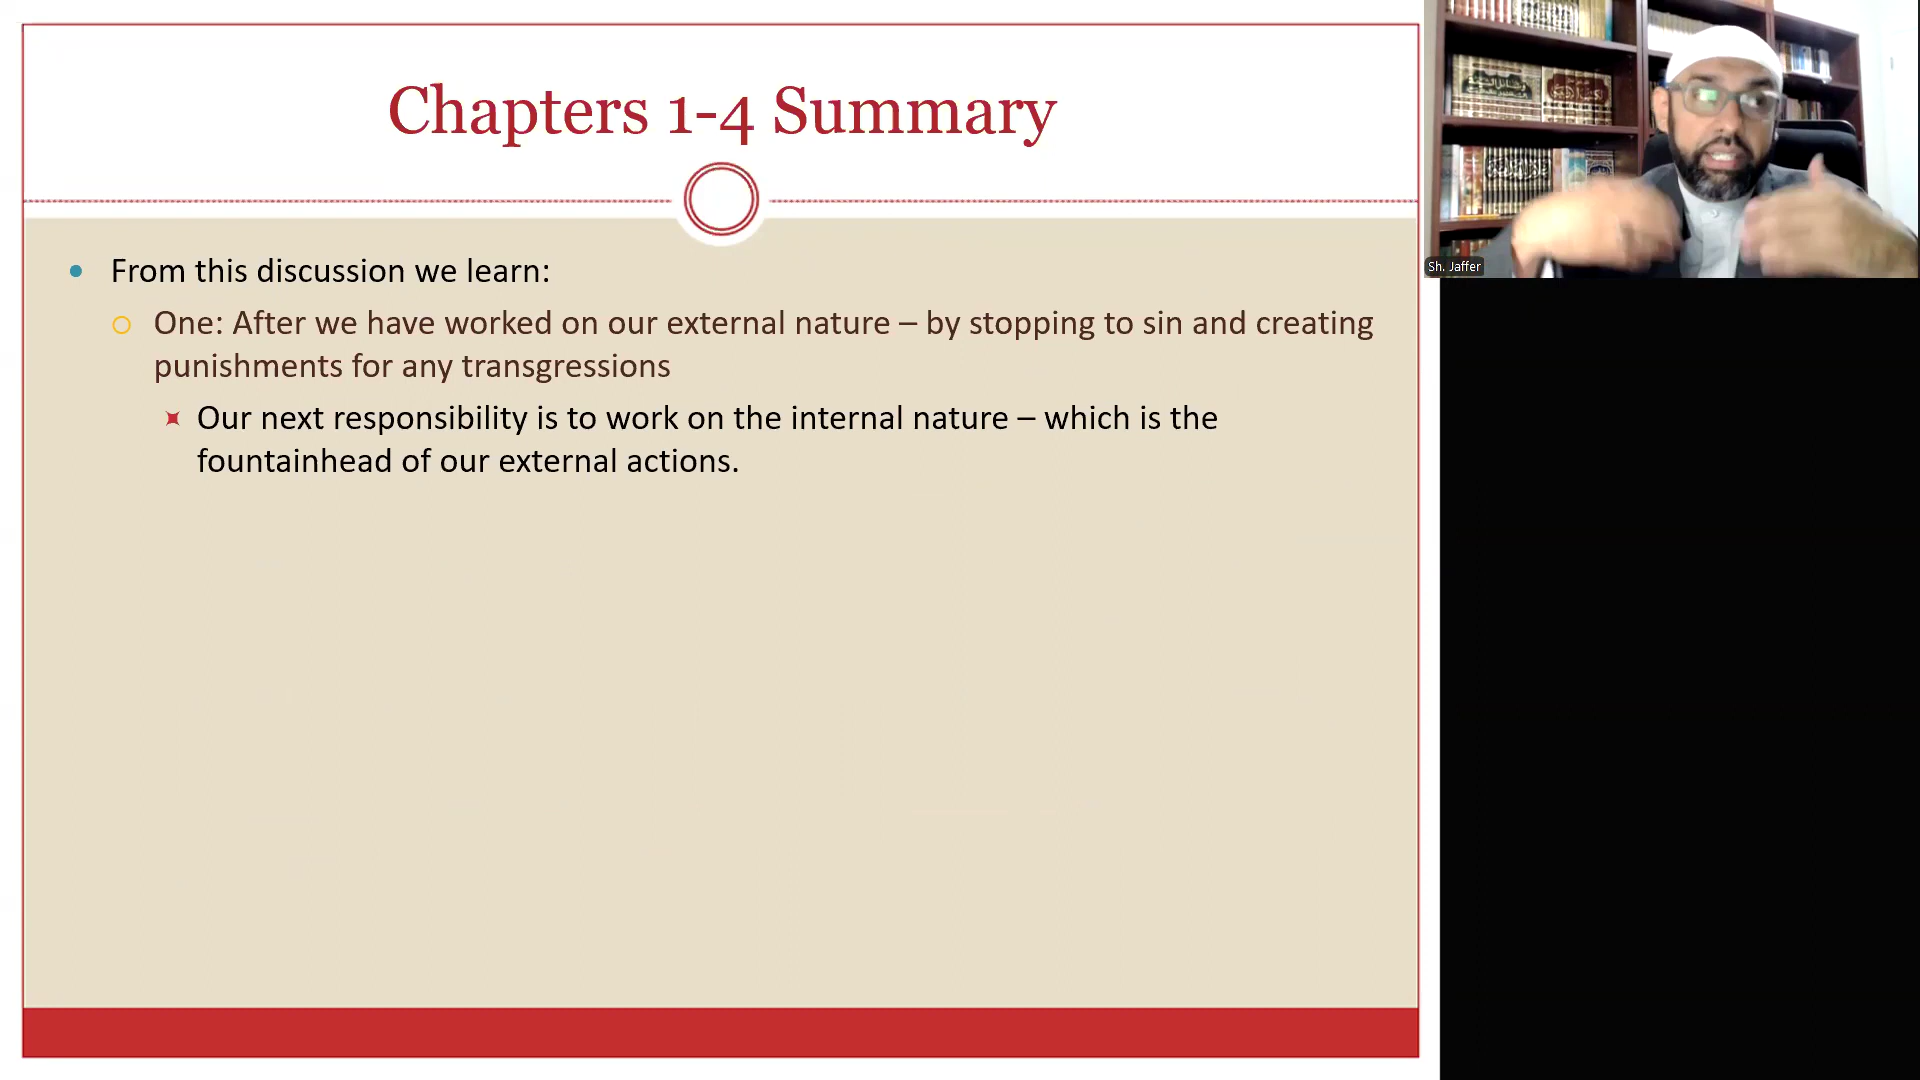 Chapters 1-4 Summary
From this discussion we learn:
One: After we have worked on our external nature – by stopping to sin and creating
punishments for any transgressions
Our next responsibility is to work on the internal nature – which is the
fountainhead of our external actions.
Sh. Jaffer